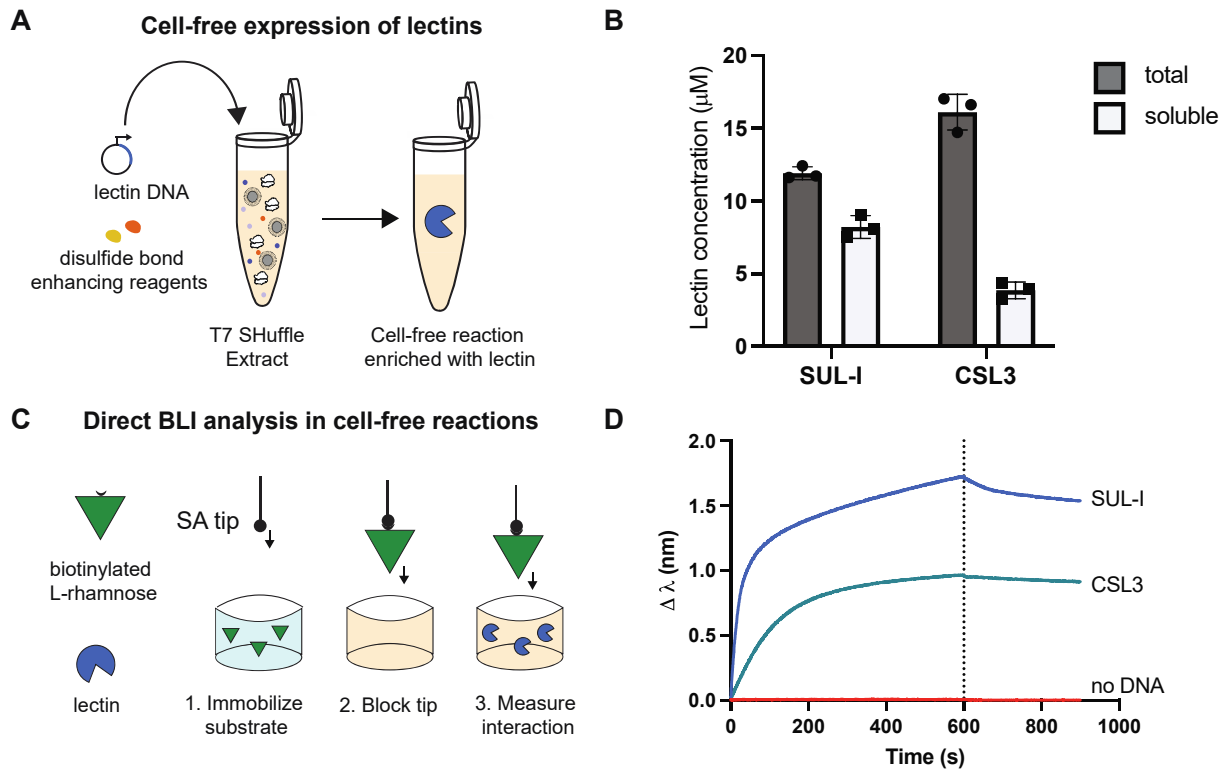 A
Cell-free expression of lectins
lectin DNA
disulfide bond
enhancing reagents
T7 SHuffle
Extract
Cell-free reaction
enriched with lectin
B
Lectin concentration (μM)
20
15
10
5
0
SUL-I
CSL3
total
soluble
C
Direct BLI analysis in cell-free reactions
SA tip
biotinylated
L-rhamnose
lectin
1. Immobilize
substrate
2. Block tip
3. Measure
interaction
D
Δ λ (nm)
2.0
1.5
1.0
0.5
0.0
0
200
400
600
800
1000
Time (s)
SUL-I
CSL3
no DNA